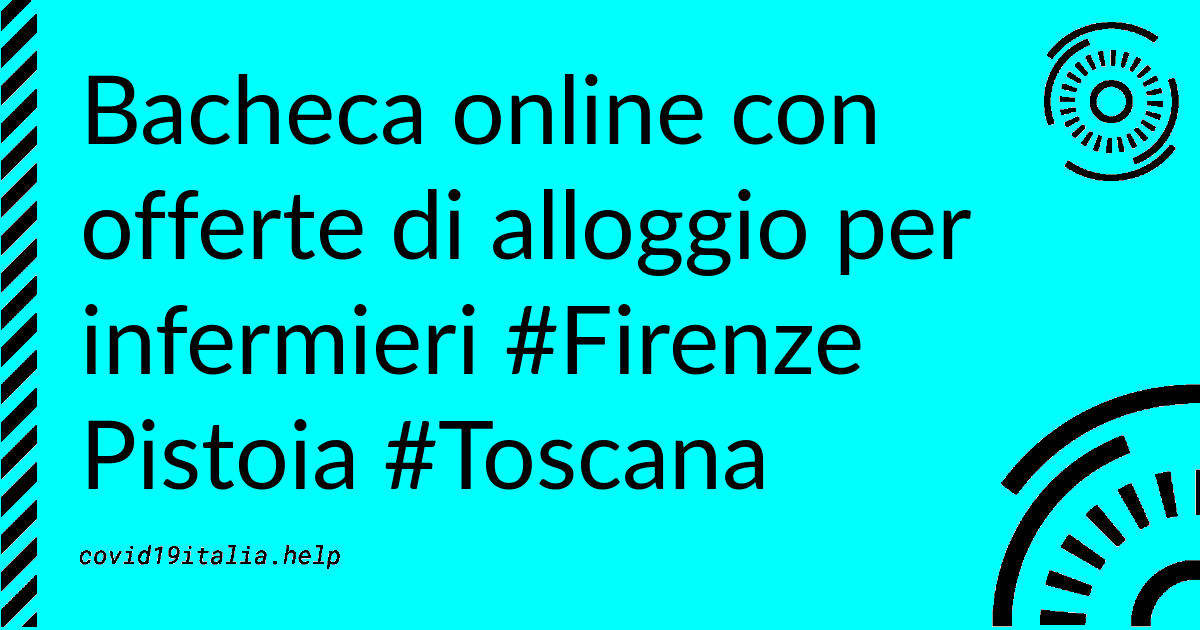 Bacheca online con
offerte di alloggio per
infermieri #Firenze
Pistoia #Toscana
covid19italia.help